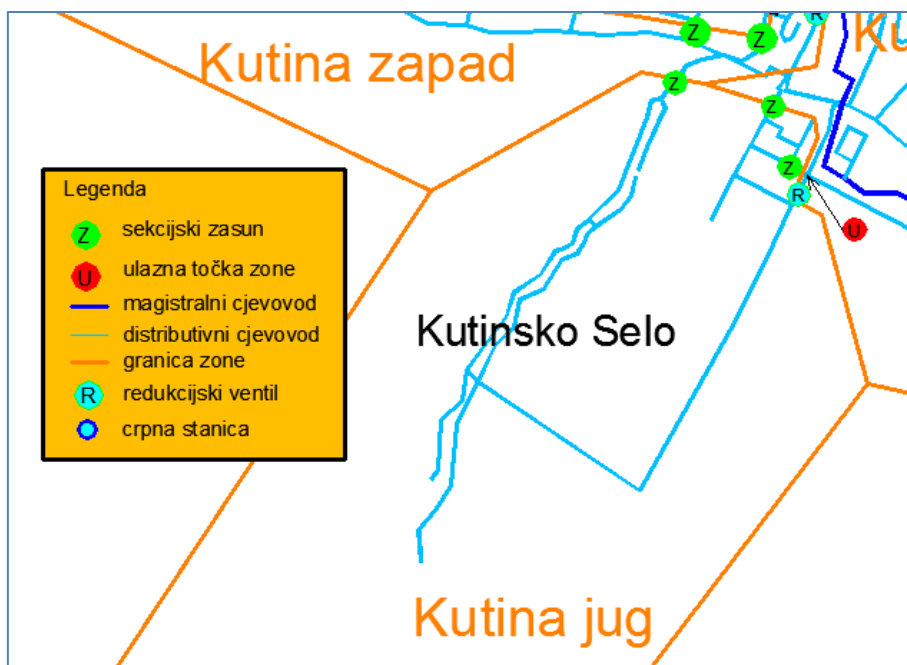 R
Z
Z
Kutina zapad
Ku
Z
Z
Z
R
U
Legenda
Z sekcijski zasun
U ulazna točka zone
magistralni cjevovod
distributivni cjevovod
granica zone
R redukcijski ventil
crpna stanica
Kutinsko Selo
Kutina jug